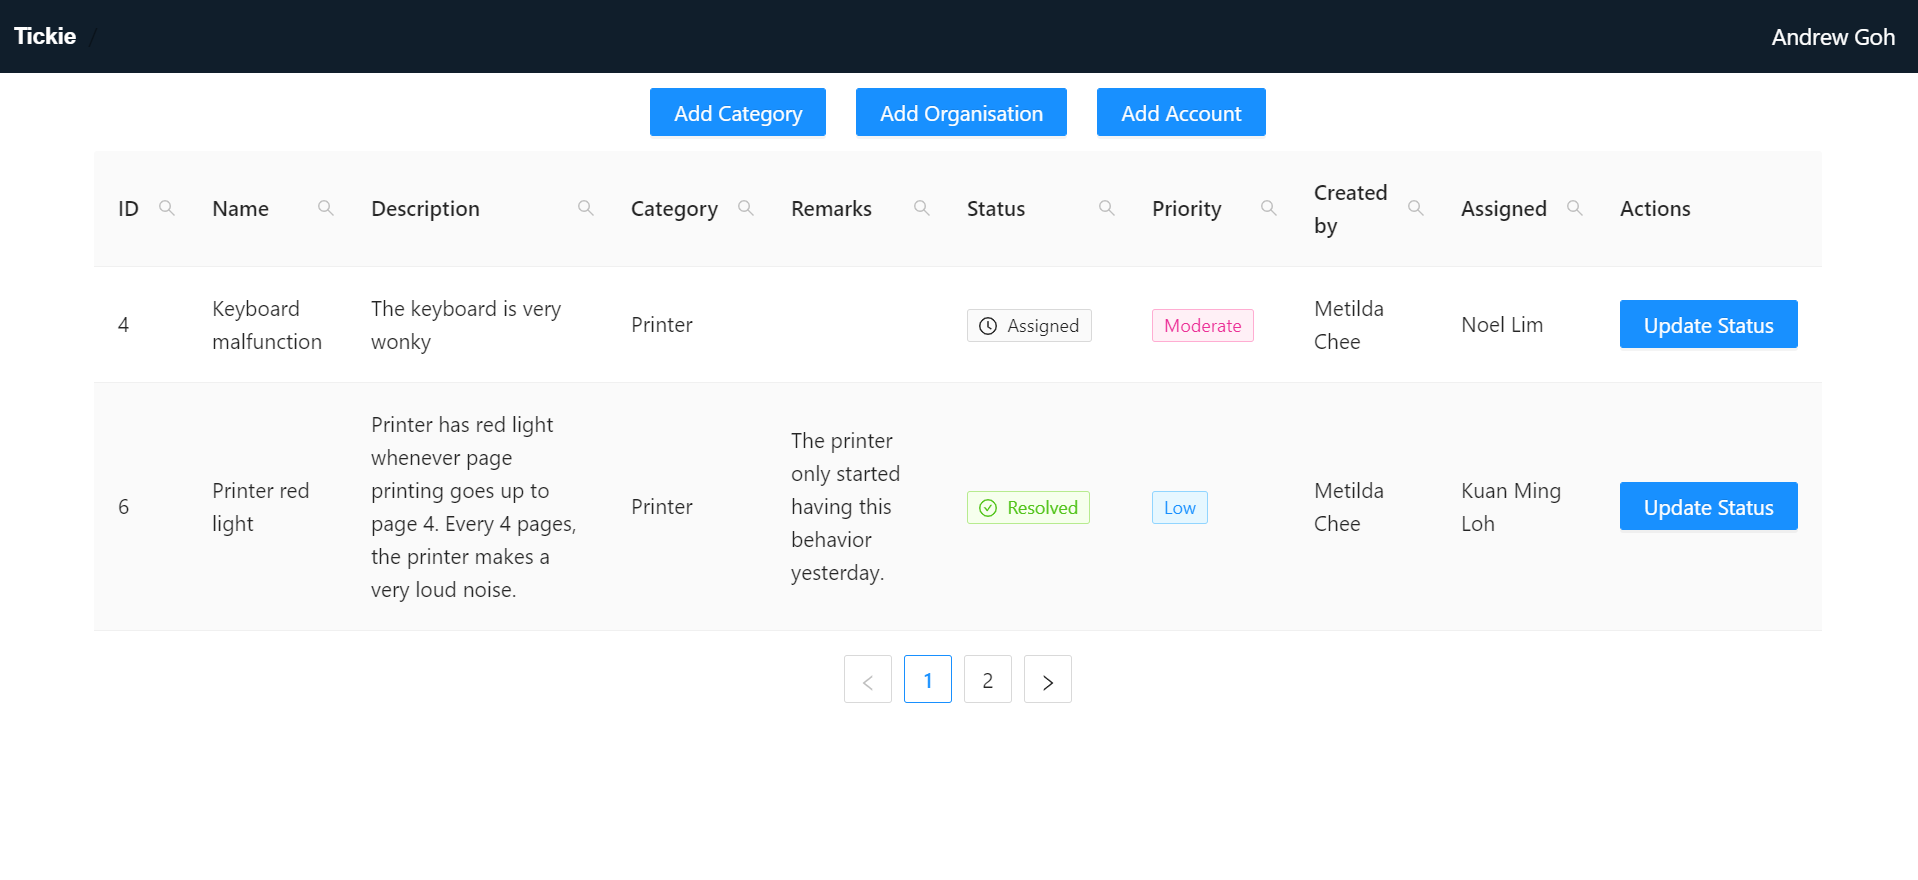 Tickie /
Andrew Goh
Add Category
Add Organisation
Add Account
ID
Name
Description
Category
Remarks
Status
Priority
Created
by
Assigned
Actions
4
Keyboard
malfunction
The keyboard is very
wonky
Printer
Assigned
Moderate
Metilda
Chee
Noel Lim
Update Status
6
Printer red
light
Printer has red light
whenever page
printing goes up to
page 4. Every 4 pages,
the printer makes a
very loud noise.
Printer
The printer
only started
having this
behavior
yesterday.
Resolved
Low
Metilda
Chee
Kuan Ming
Loh
Update Status
< 1 2 >